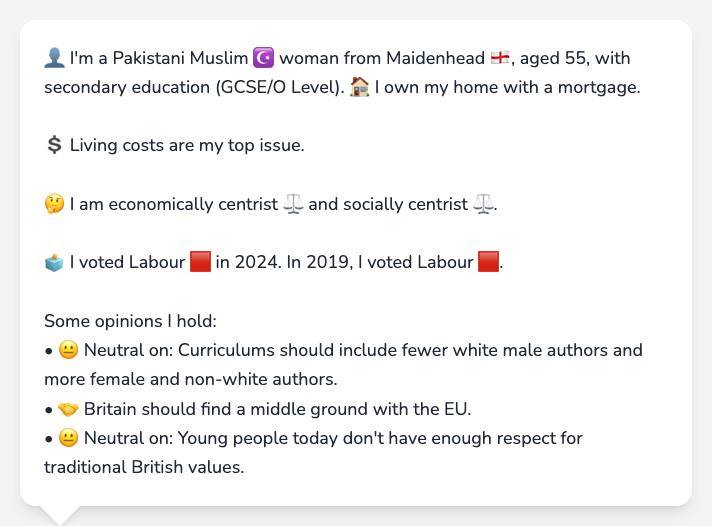 👤 I'm a Pakistani Muslim ☪️ woman from Maidenhead 🏴󠁧󠁢󠁥󠁮󠁧󠁿, aged 55, with
secondary education (GCSE/O Level). 🏠 I own my home with a mortgage.
💲 Living costs are my top issue.
🤔 I am economically centrist ⚖️ and socially centrist ⚖️.
🗳️ I voted Labour 🟥 in 2024. In 2019, I voted Labour 🟥.
Some opinions I hold:
• 😐 Neutral on: Curriculums should include fewer white male authors and
more female and non-white authors.
• 🤝 Britain should find a middle ground with the EU.
• 😐 Neutral on: Young people today don't have enough respect for
traditional British values.